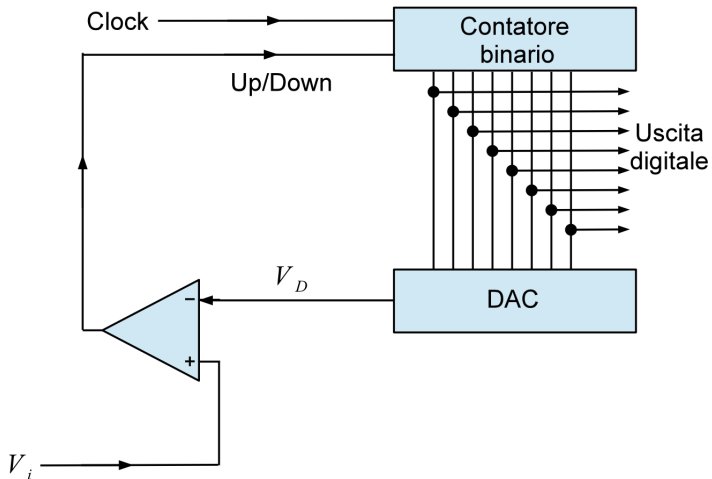 Clock
Contatore
binario
Up/Down
Uscita
digitale
V_D
DAC
−
+
V_i